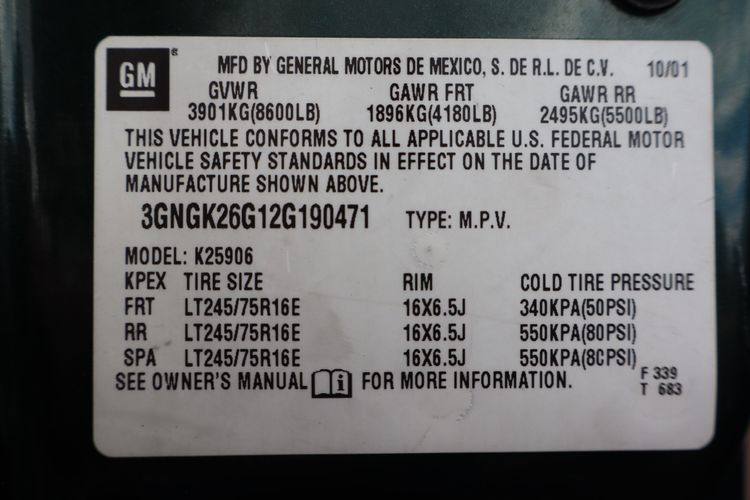 GM ®
MFD BY GENERAL MOTORS DE MEXICO, S. DE R.L. DE C.V. 10/01
GVWR GAWR FRT GAWR RR
3901KG(8600LB) 1896KG(4180LB) 2495KG(5500LB)
THIS VEHICLE CONFORMS TO ALL APPLICABLE U.S. FEDERAL MOTOR
VEHICLE SAFETY STANDARDS IN EFFECT ON THE DATE OF
MANUFACTURE SHOWN ABOVE.
3GNGK26G12G190471 TYPE: M.P.V.
MODEL: K25906
KPEX TIRE SIZE RIM COLD TIRE PRESSURE
FRT LT245/75R16E 16X6.5J 340KPA(50PSI)
RR LT245/75R16E 16X6.5J 550KPA(80PSI)
SPA LT245/75R16E 16X6.5J 550KPA(80PSI)
SEE OWNER'S MANUAL i FOR MORE INFORMATION.
F 339
T 683